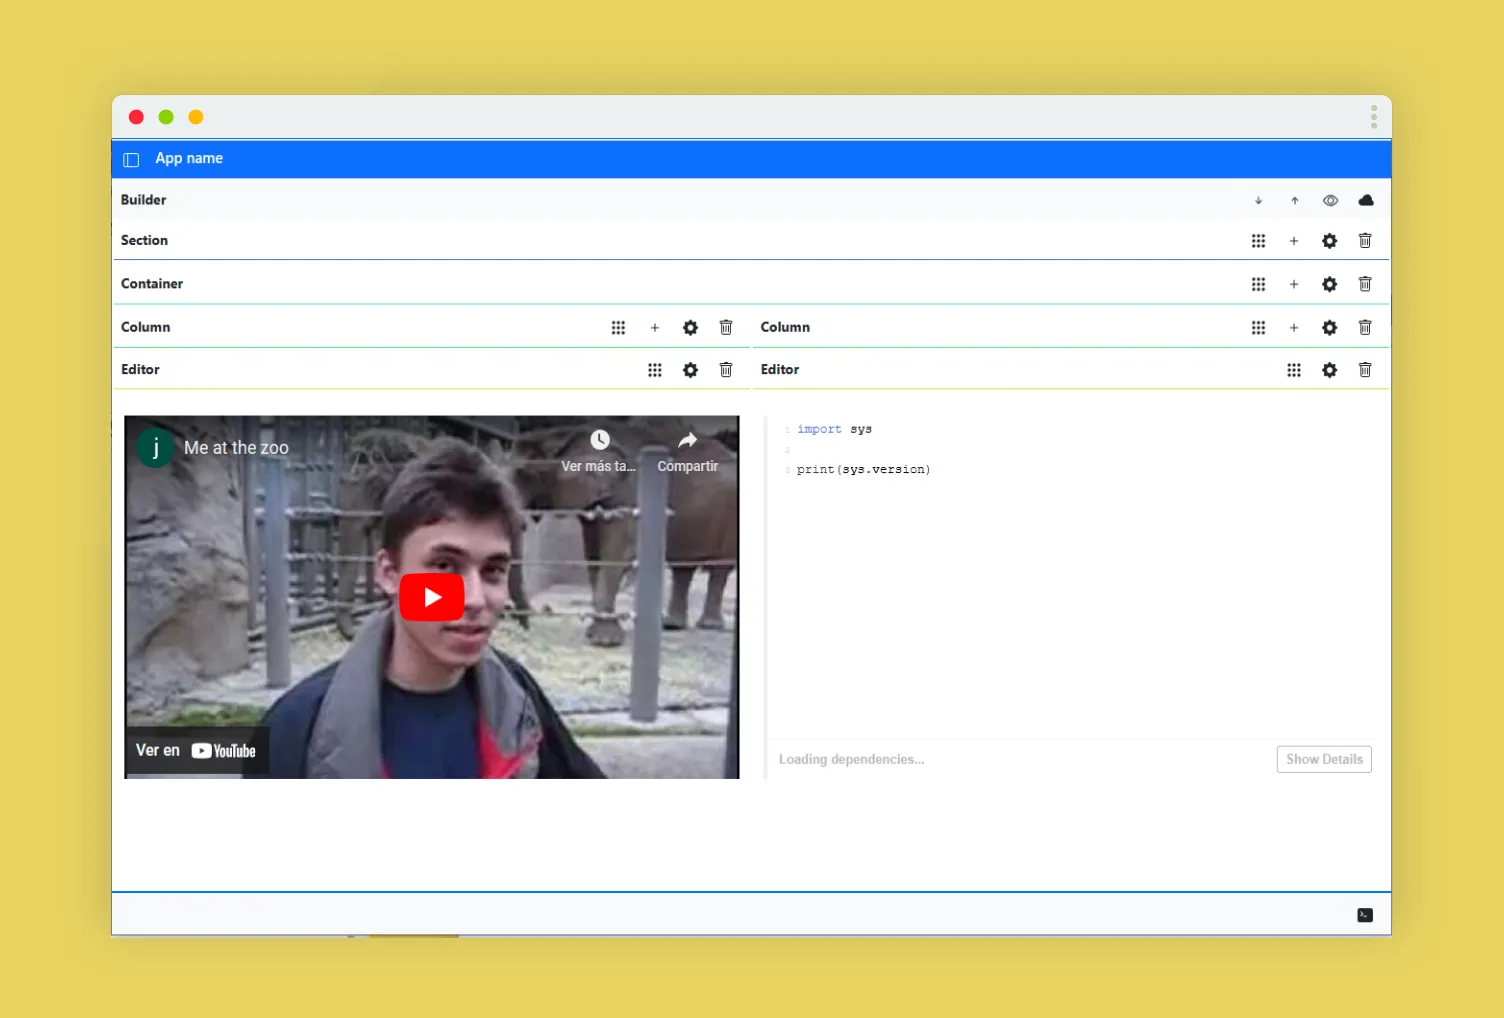 App name
Builder
Section
Container
Column
Column
Editor
Editor
j
Me at the zoo
Ver más ta...
Compartir
Ver en YouTube
1 import sys
2
3 print(sys.version)
Loading dependencies...
Show Details